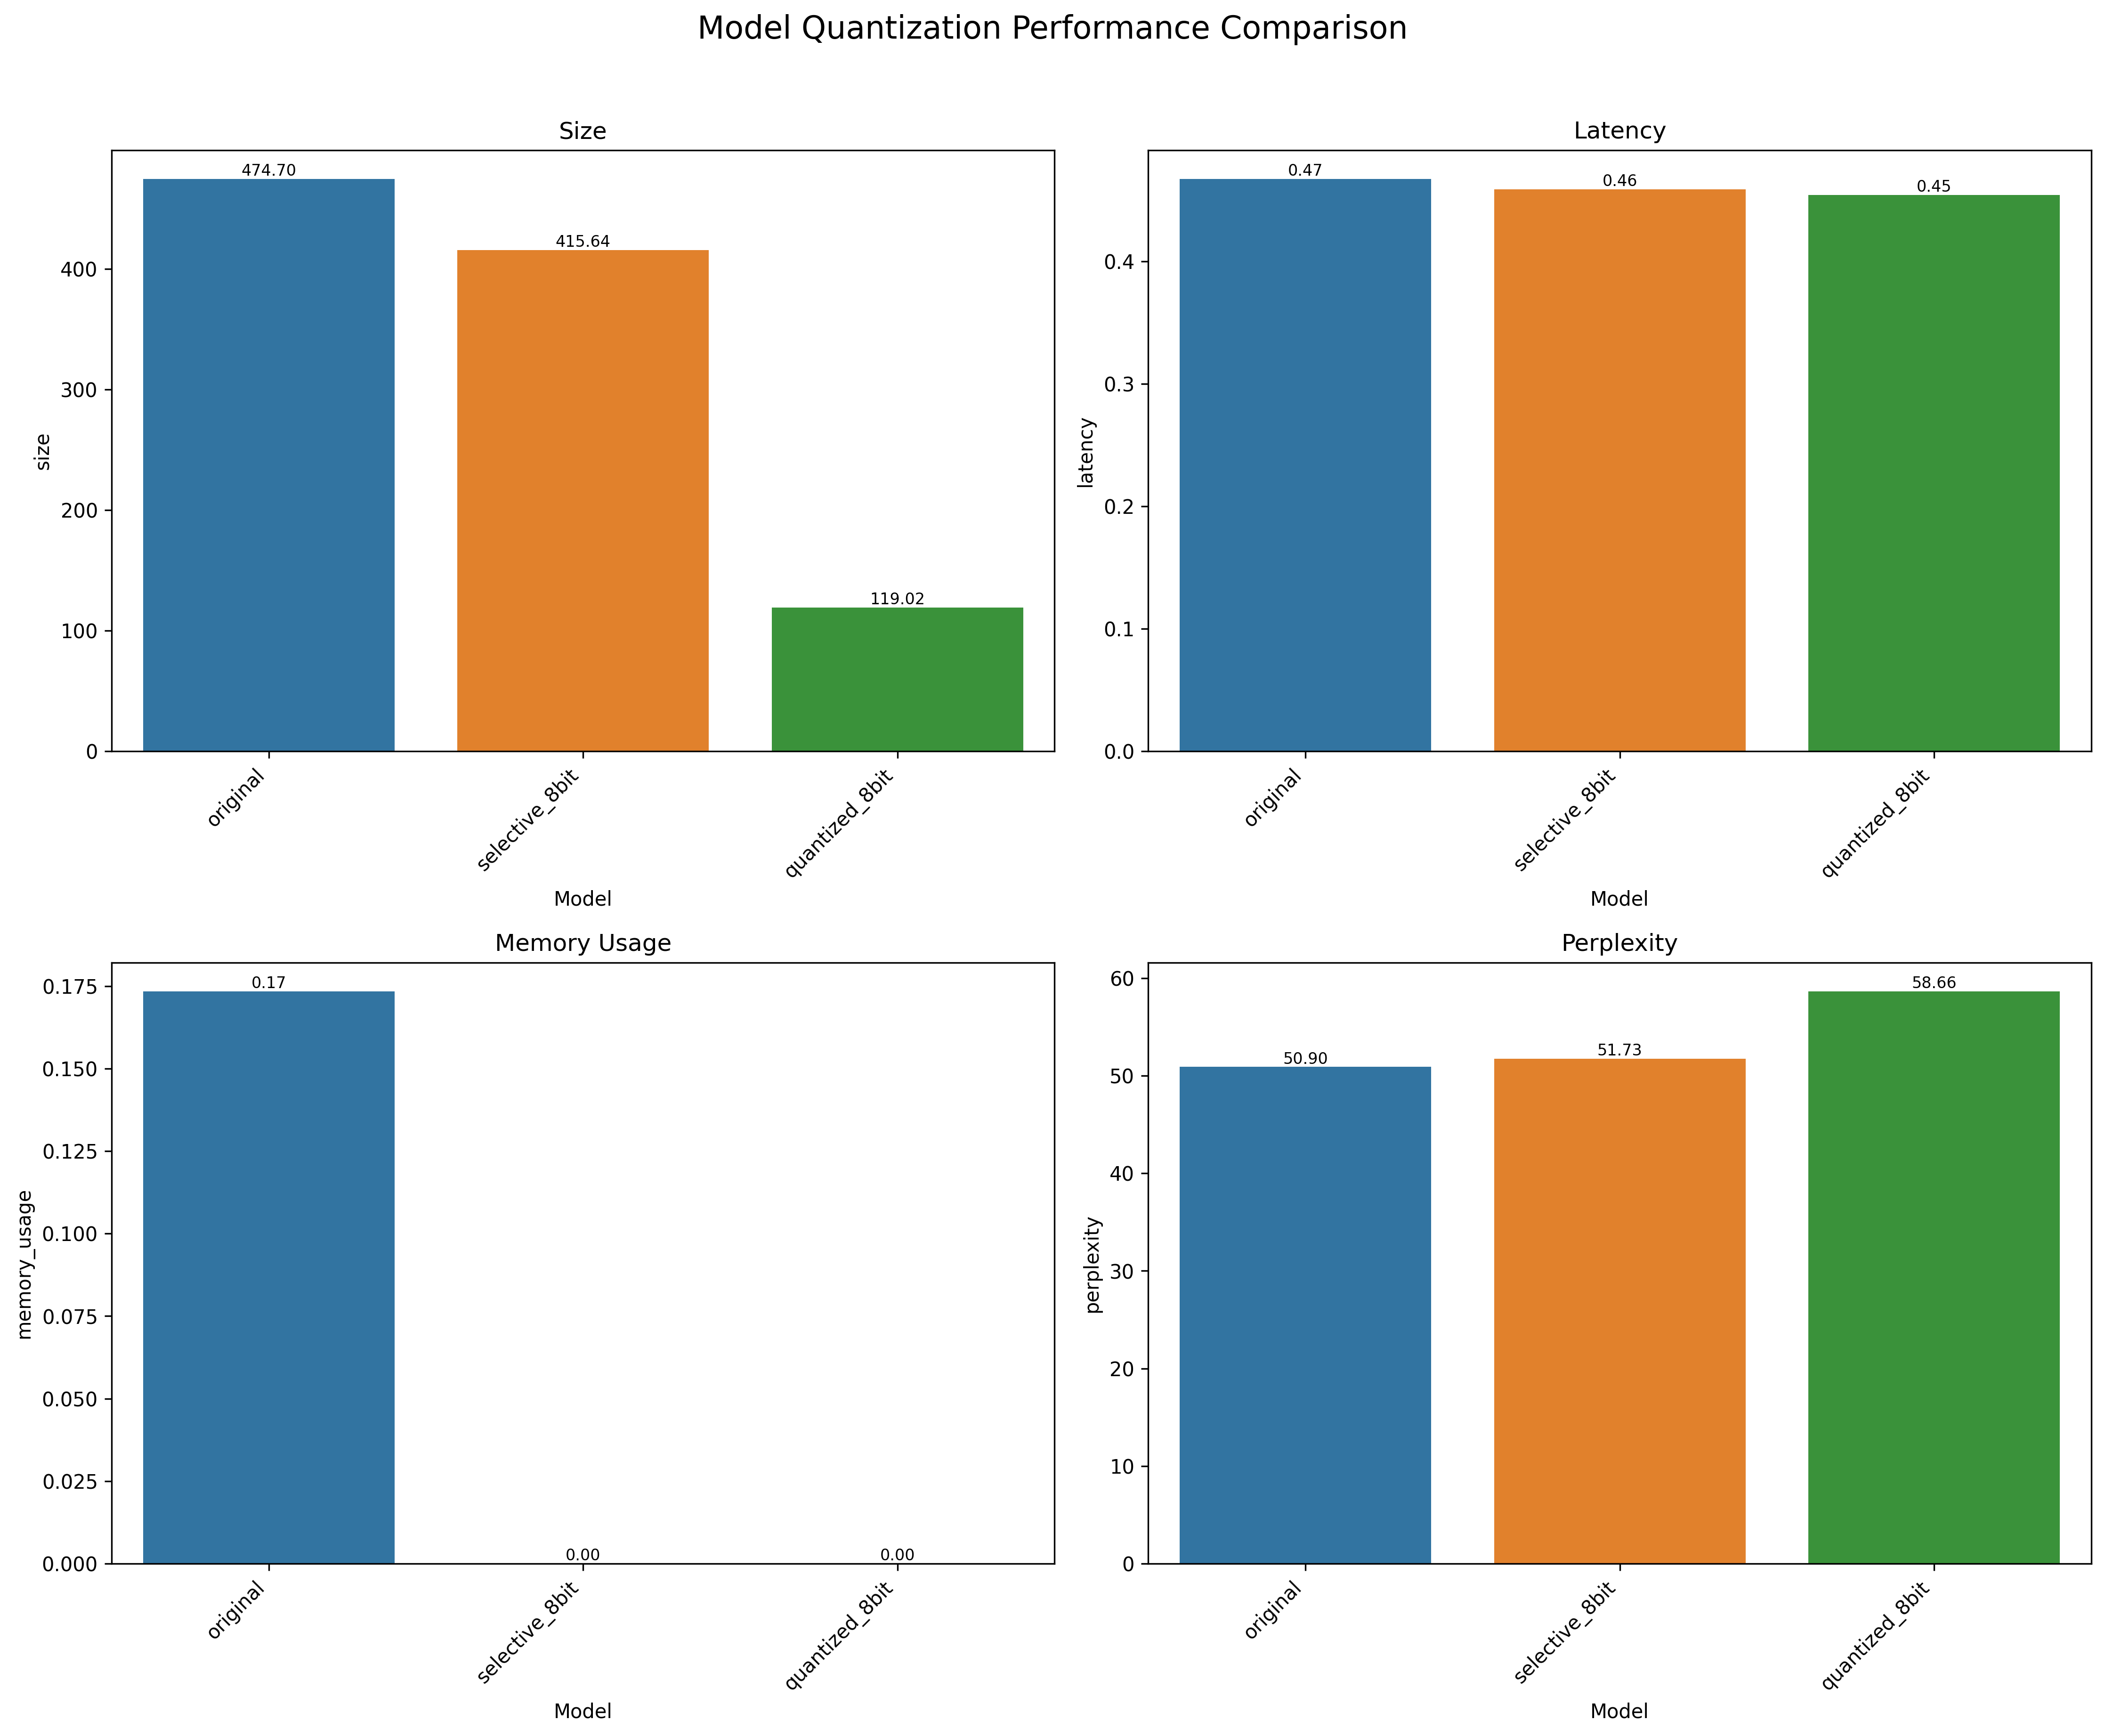 Model Quantization Performance Comparison
Size
474.70
415.64
119.02
400
300
200
100
0
size
original
selective_8bit
quantized_8bit
Model
Latency
0.47
0.46
0.45
0.4
0.3
0.2
0.1
0.0
latency
original
selective_8bit
quantized_8bit
Model
Memory Usage
0.17
0.00
0.00
0.175
0.150
0.125
0.100
0.075
0.050
0.025
0.000
memory_usage
original
selective_8bit
quantized_8bit
Model
Perplexity
50.90
51.73
58.66
60
50
40
30
20
10
0
perplexity
original
selective_8bit
quantized_8bit
Model